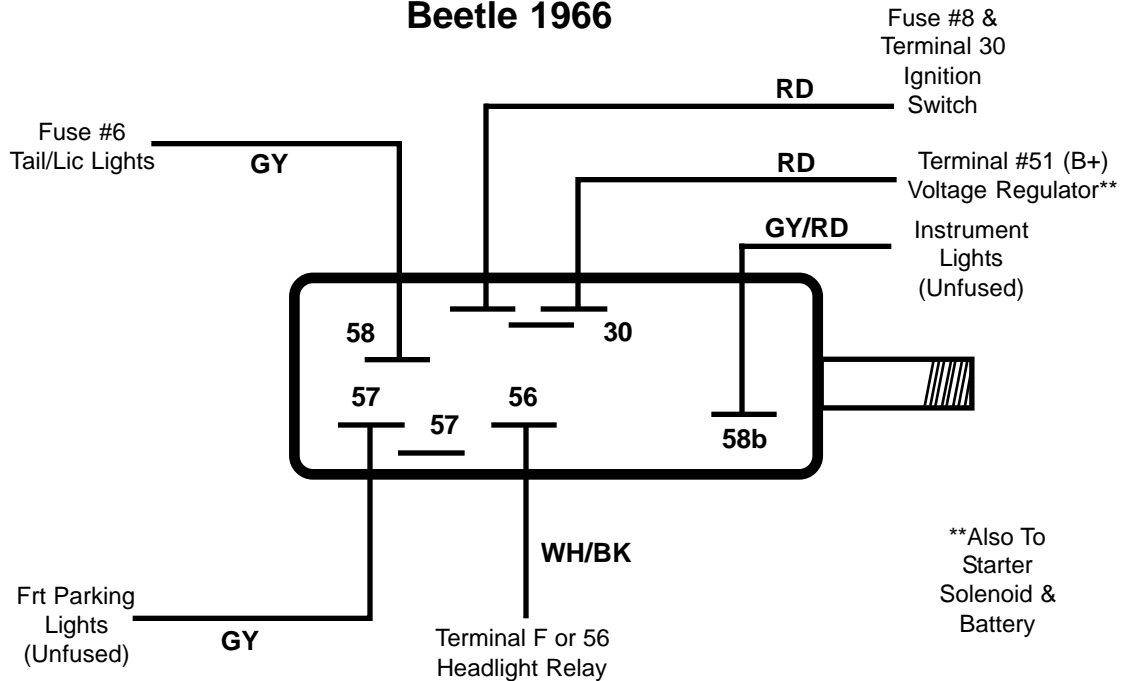 Beetle 1966
Fuse #8 &
Terminal 30
Ignition
Switch
RD
Fuse #6
Tail/Lic Lights
GY
RD
Terminal #51 (B+)
Voltage Regulator**
GY/RD
Instrument
Lights
(Unfused)
58
30
57
57
56
58b
WH/BK
**Also To
Starter
Solenoid &
Battery
Frt Parking
Lights
(Unfused)
GY
Terminal F or 56
Headlight Relay